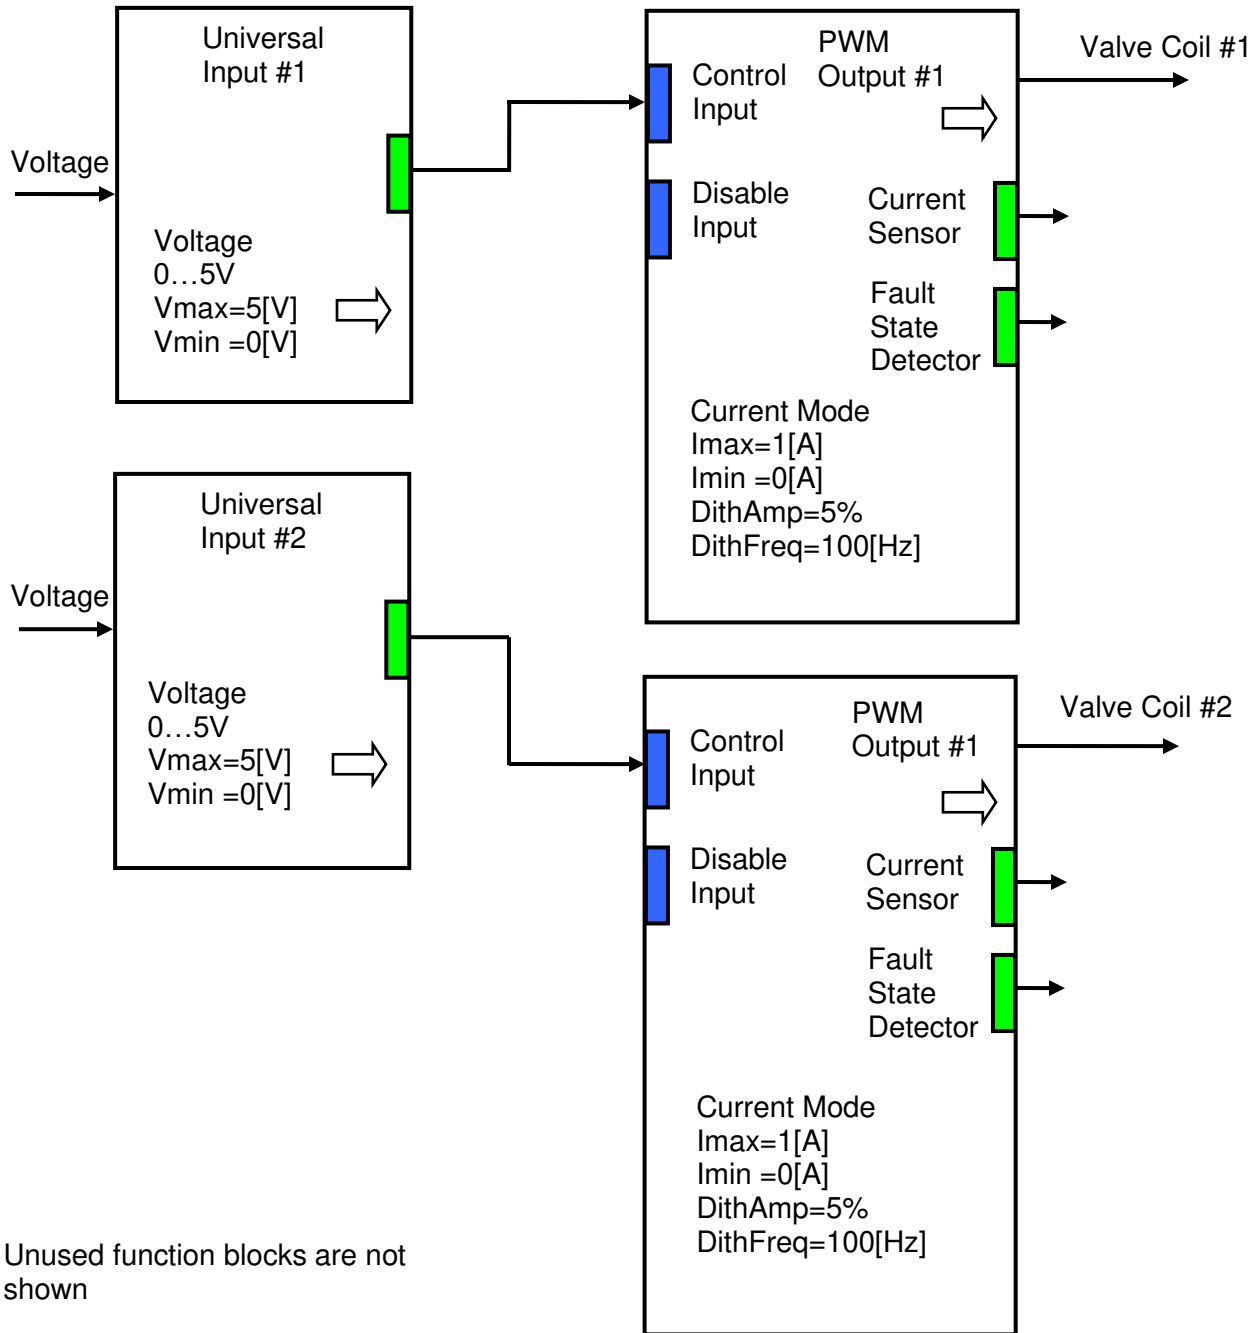 Universal
Input #1
Voltage
Voltage
0…5V
Vmax=5[V]
Vmin =0[V]
PWM
Output #1
Control
Input
Disable
Input
Current
Sensor
Fault
State
Detector
Current Mode
Imax=1[A]
Imin =0[A]
DithAmp=5%
DithFreq=100[Hz]
Valve Coil #1
Universal
Input #2
Voltage
Voltage
0…5V
Vmax=5[V]
Vmin =0[V]
PWM
Output #1
Control
Input
Disable
Input
Current
Sensor
Fault
State
Detector
Current Mode
Imax=1[A]
Imin =0[A]
DithAmp=5%
DithFreq=100[Hz]
Valve Coil #2
Unused function blocks are not
shown